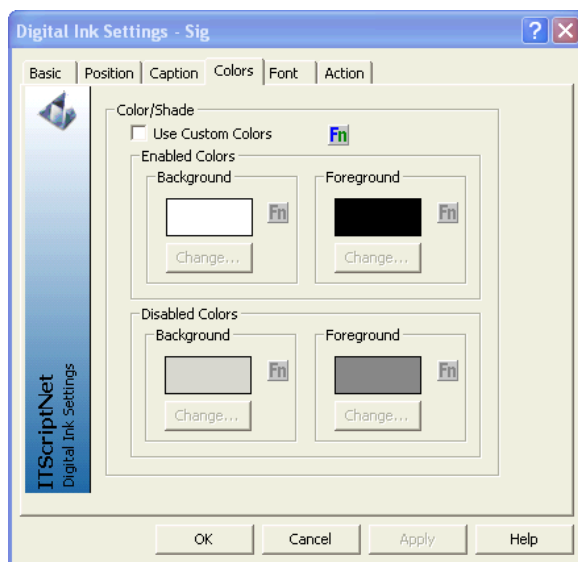 Digital Ink Settings - Sig
Basic Position Caption Colors Font Action
Color/Shade
Use Custom Colors Fn
Enabled Colors
Background Foreground
Fn Fn
Change... Change...
Disabled Colors
Background Foreground
Fn Fn
Change... Change...
ITScriptNet
Digital Ink Settings
OK Cancel Apply Help